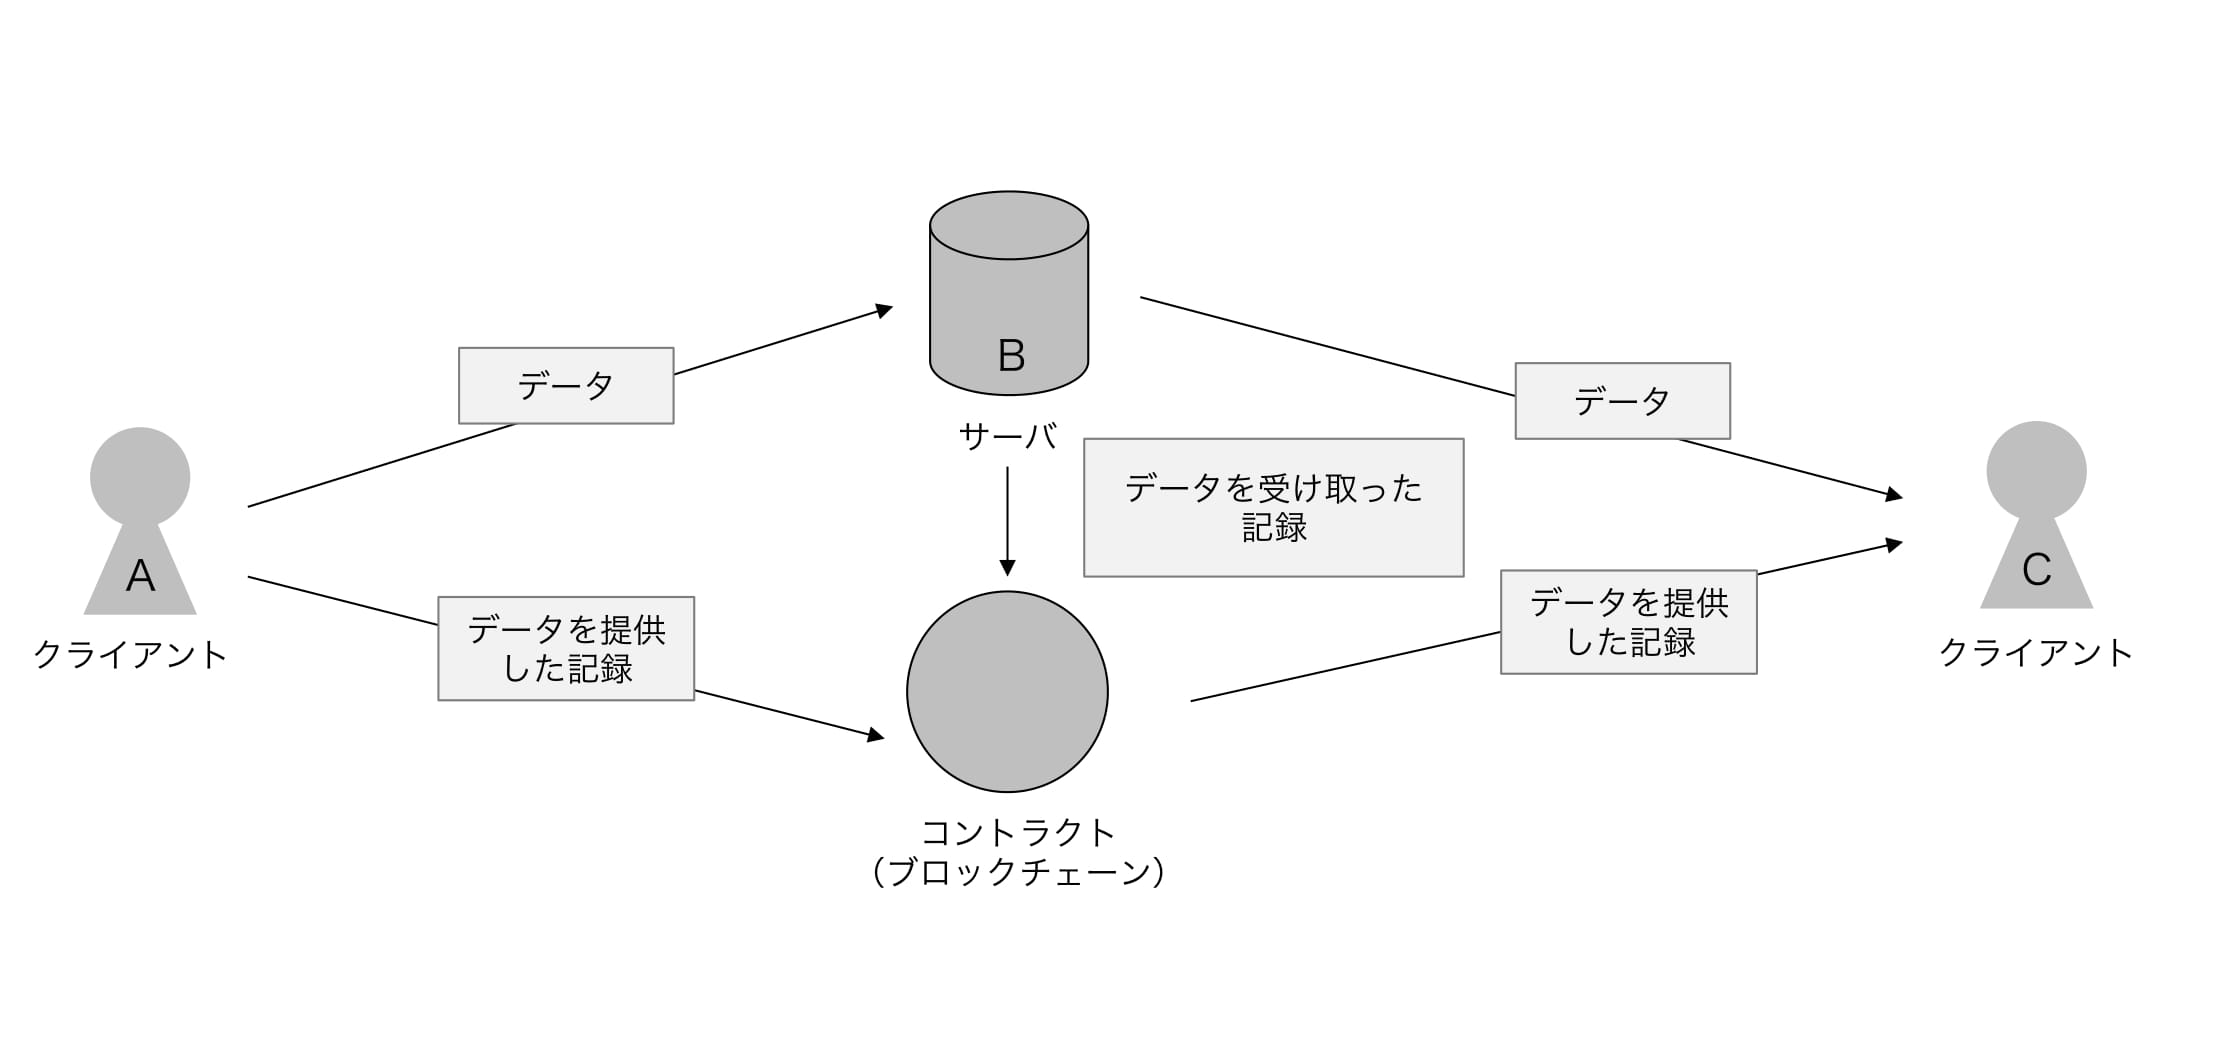 B
サーバ
データ
データ
データを受け取った
記録
A
クライアント
データを提供
した記録
データを提供
した記録
C
クライアント
コントラクト
（ブロックチェーン）